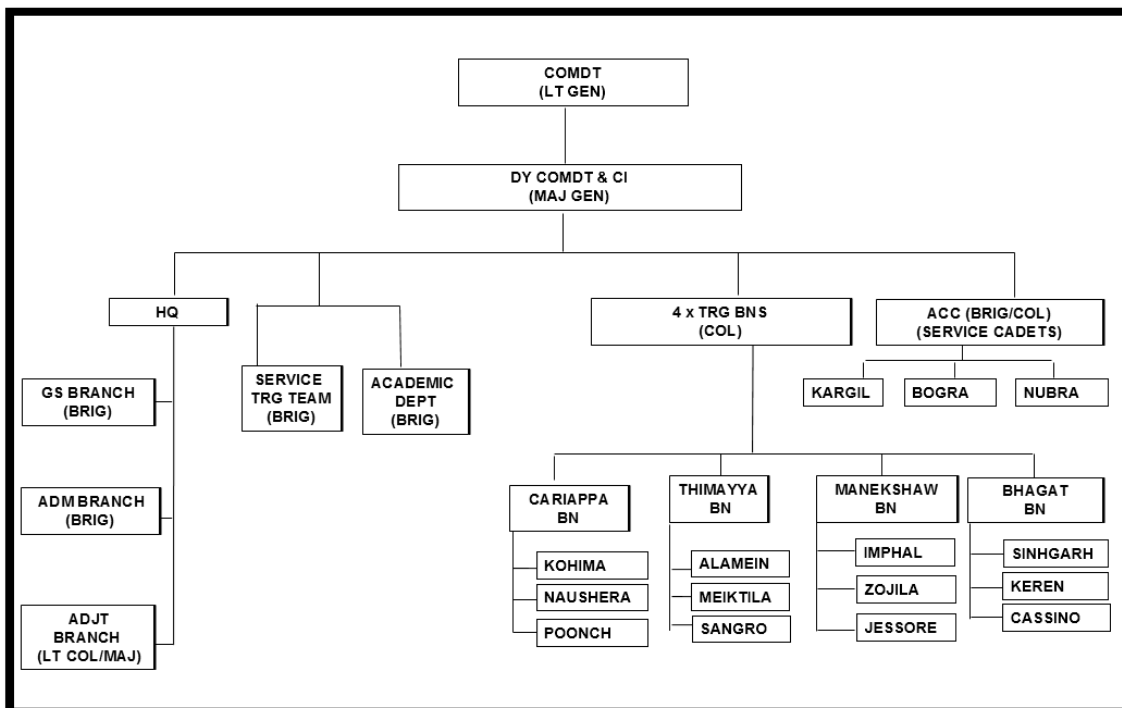 COMDT
(LT GEN)
DY COMDT & CI
(MAJ GEN)
HQ
4 x TRG BNS
(COL)
ACC (BRIG/COL)
(SERVICE CADETS)
GS BRANCH
(BRIG)
SERVICE
TRG TEAM
(BRIG)
ACADEMIC
DEPT
(BRIG)
KARGIL
BOGRA
NUBRA
ADM BRANCH
(BRIG)
ADJT
BRANCH
(LT COL/MAJ)
CARIAPPA
BN
KOHIMA
NAUSHERA
POONCH
THIMAYYA
BN
ALAMEIN
MEIKTILA
SANGRO
MANEKSHAW
BN
IMPHAL
ZOJILA
JESSORE
BHAGAT
BN
SINHGARH
KEREN
CASSINO